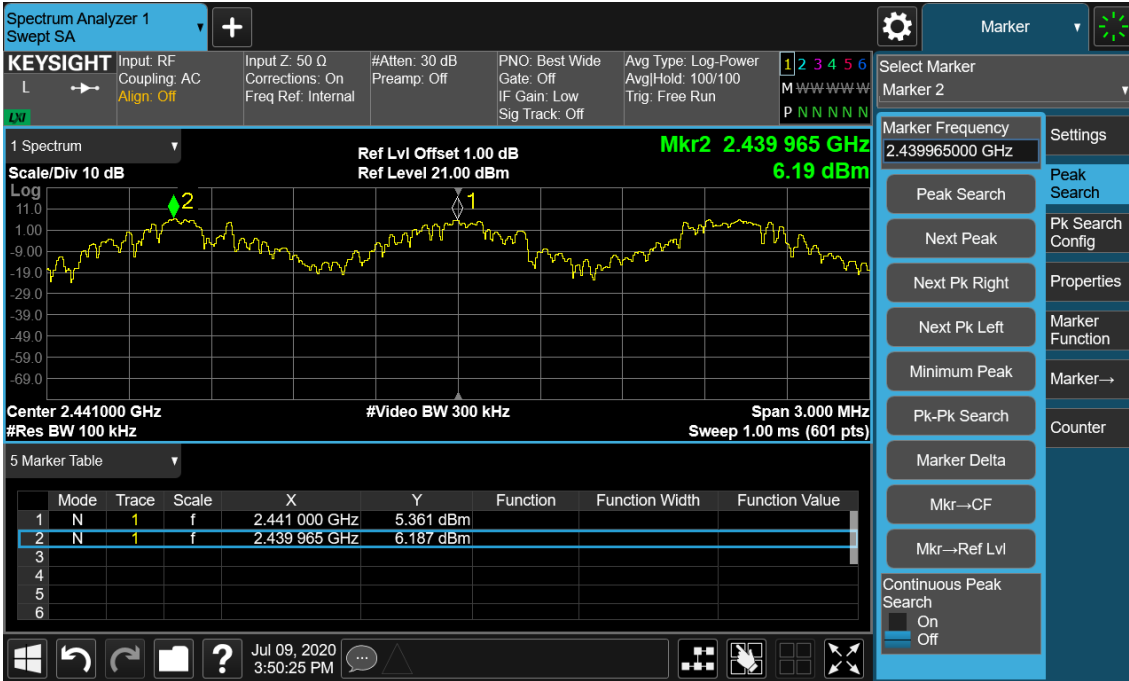 Spectrum Analyzer 1
Swept SA
+
Marker
KEYSIGHT
L
LXI
Input: RF
Coupling: AC
Align: Off
Input Z: 50 Ω
Corrections: On
Freq Ref: Internal
#Atten: 30 dB
Preamp: Off
PNO: Best Wide
Gate: Off
IF Gain: Low
Sig Track: Off
Avg Type: Log-Power
Avg|Hold: 100/100
Trig: Free Run
1 2 3 4 5 6
M W W W W W
P N N N N N
Select Marker
Marker 2
1 Spectrum
Scale/Div 10 dB
Ref Lvl Offset 1.00 dB
Ref Level 21.00 dBm
Mkr2 2.439 965 GHz
6.19 dBm
Log
11.0
1.00
-9.00
-19.0
-29.0
-39.0
-49.0
-59.0
-69.0
2
1
Center 2.441000 GHz
#Res BW 100 kHz
#Video BW 300 kHz
Span 3.000 MHz
Sweep 1.00 ms (601 pts)
5 Marker Table
Mode Trace Scale X Y Function Function Width Function Value
1 N 1 f 2.441 000 GHz 5.361 dBm
2 N 1 f 2.439 965 GHz 6.187 dBm
3
4
5
6
Marker Frequency
2.439965000 GHz
Peak Search
Next Peak
Next Pk Right
Next Pk Left
Minimum Peak
Pk-Pk Search
Marker Delta
Mkr→CF
Mkr→Ref Lvl
Continuous Peak
Search
On
Off
Settings
Peak
Search
Pk Search
Config
Properties
Marker
Function
Marker→
Counter
?
Jul 09, 2020
3:50:25 PM